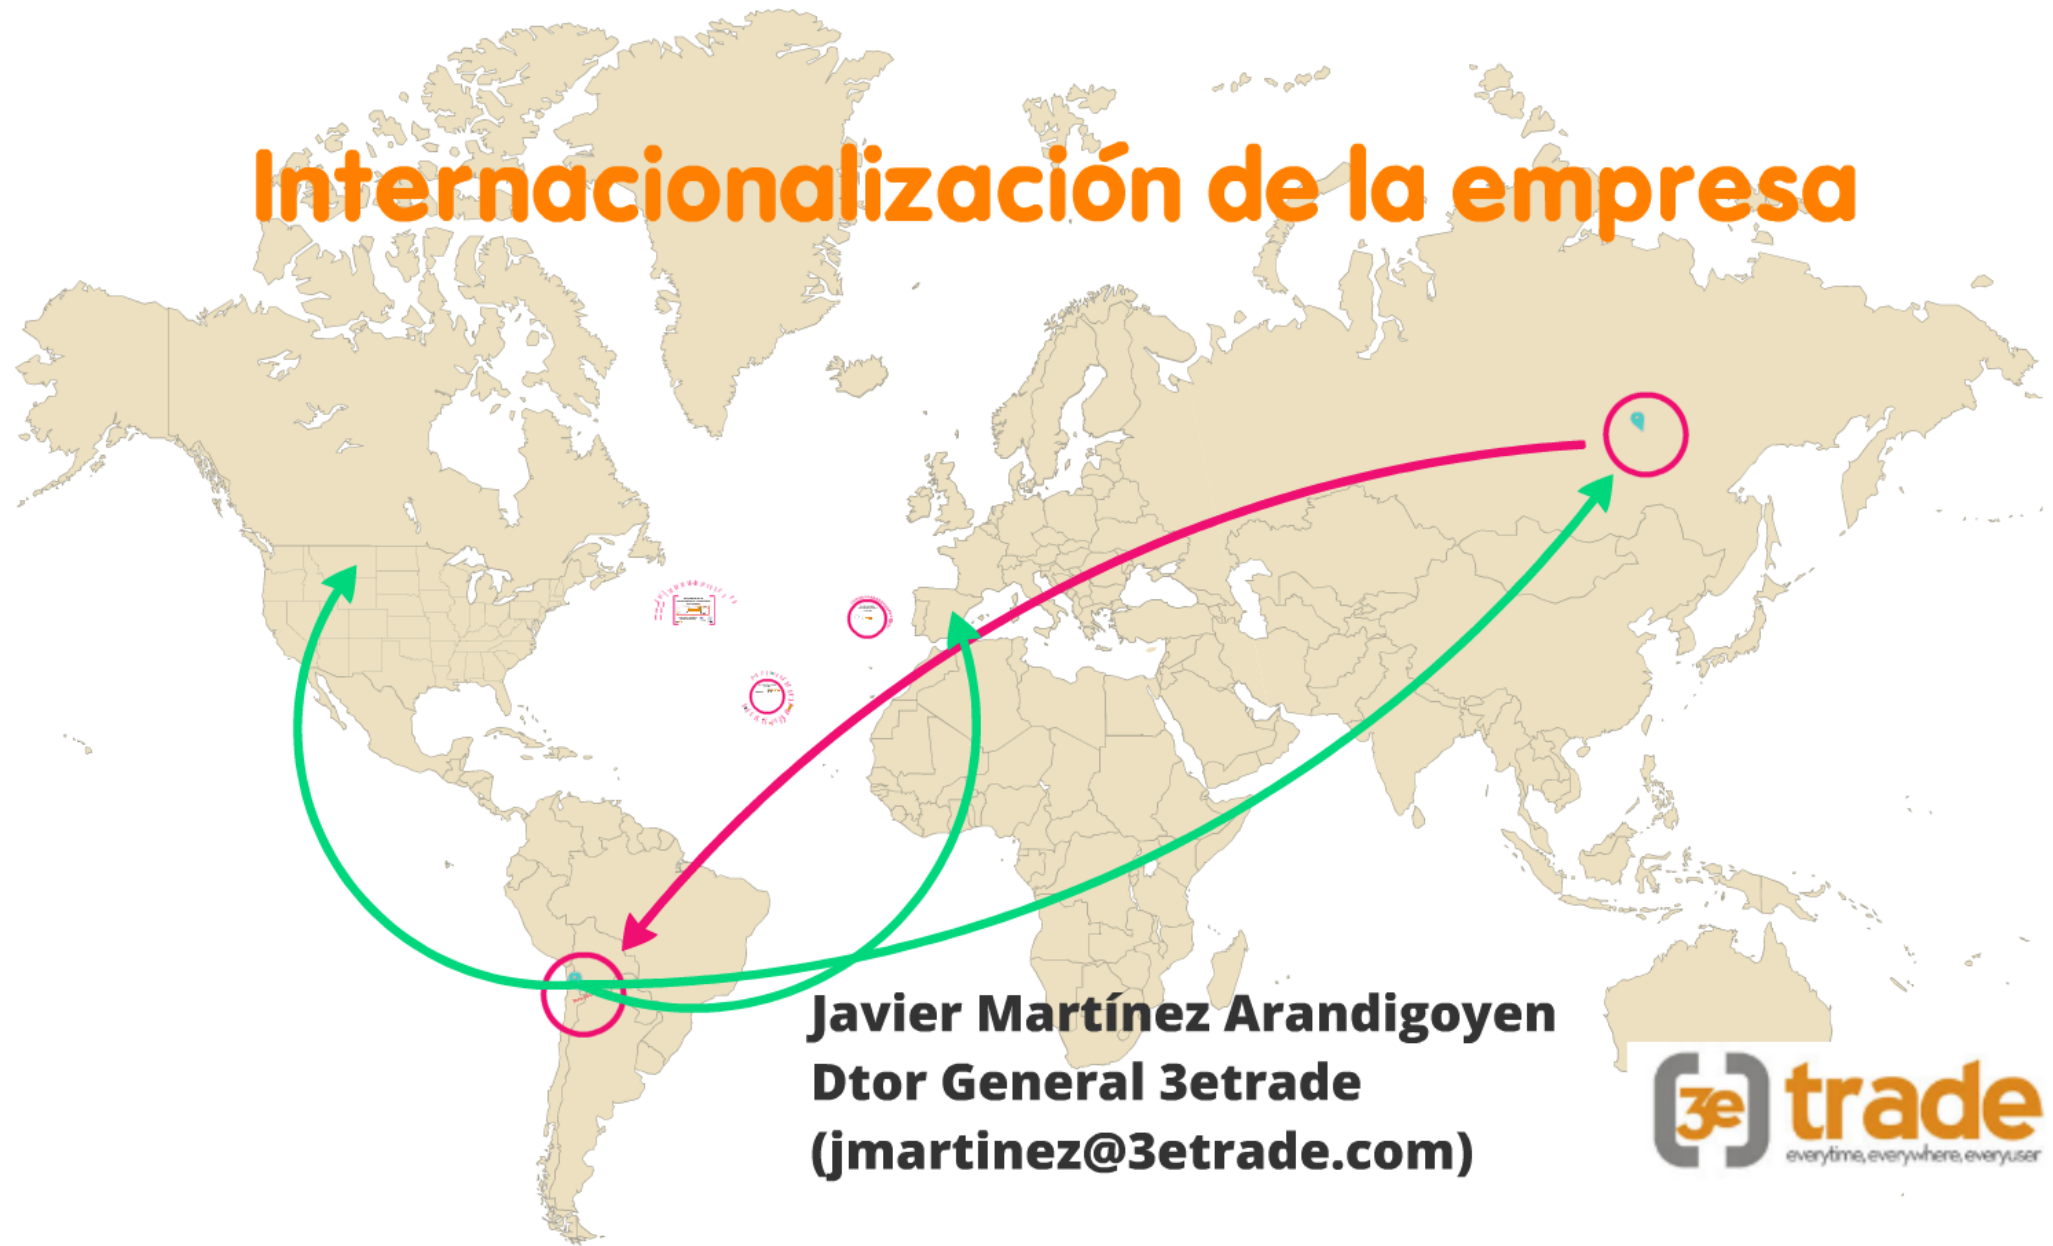 Internacionalización de la empresa
Javier Martínez Arandigoyen
Dtor General 3etrade
(jmartinez@3etrade.com)
3e trade
everytime, everywhere, everyuser